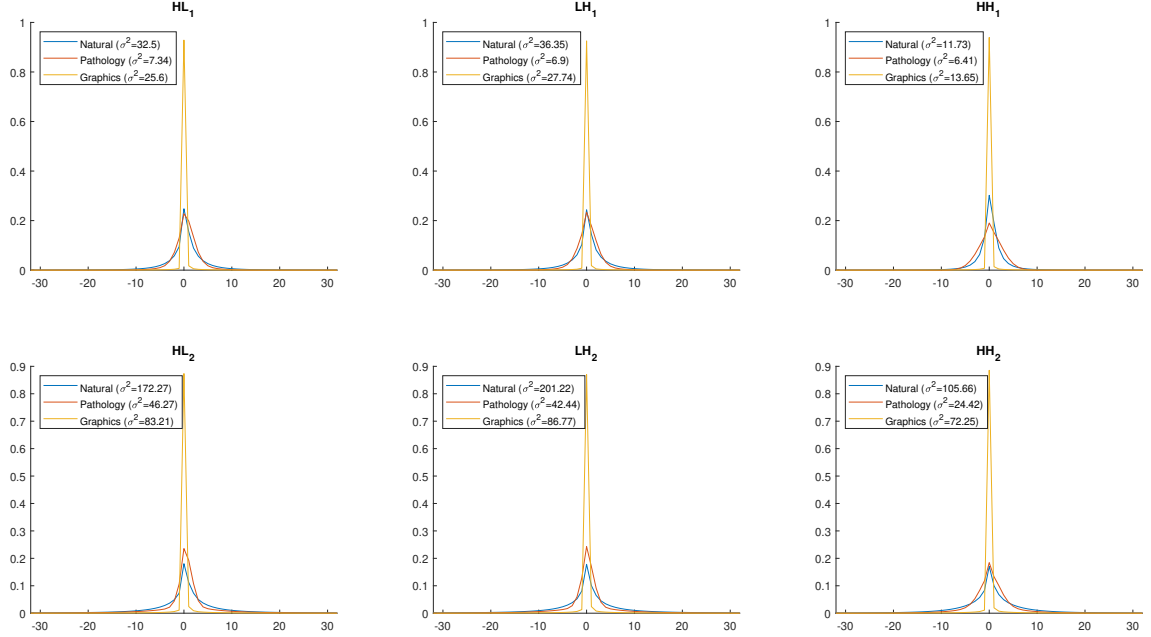 HL₁
1
0.8
0.6
0.4
0.2
0
Natural (σ²=32.5)
Pathology (σ²=7.34)
Graphics (σ²=25.6)
-30 -20 -10 0 10 20 30
LH₁
1
0.8
0.6
0.4
0.2
0
Natural (σ²=36.35)
Pathology (σ²=6.9)
Graphics (σ²=27.74)
-30 -20 -10 0 10 20 30
HH₁
1
0.8
0.6
0.4
0.2
0
Natural (σ²=11.73)
Pathology (σ²=6.41)
Graphics (σ²=13.65)
-30 -20 -10 0 10 20 30
HL₂
0.9
0.8
0.7
0.6
0.5
0.4
0.3
0.2
0.1
0
Natural (σ²=172.27)
Pathology (σ²=46.27)
Graphics (σ²=83.21)
-30 -20 -10 0 10 20 30
LH₂
0.9
0.8
0.7
0.6
0.5
0.4
0.3
0.2
0.1
0
Natural (σ²=201.22)
Pathology (σ²=42.44)
Graphics (σ²=86.77)
-30 -20 -10 0 10 20 30
HH₂
0.9
0.8
0.7
0.6
0.5
0.4
0.3
0.2
0.1
0
Natural (σ²=105.66)
Pathology (σ²=24.42)
Graphics (σ²=72.25)
-30 -20 -10 0 10 20 30